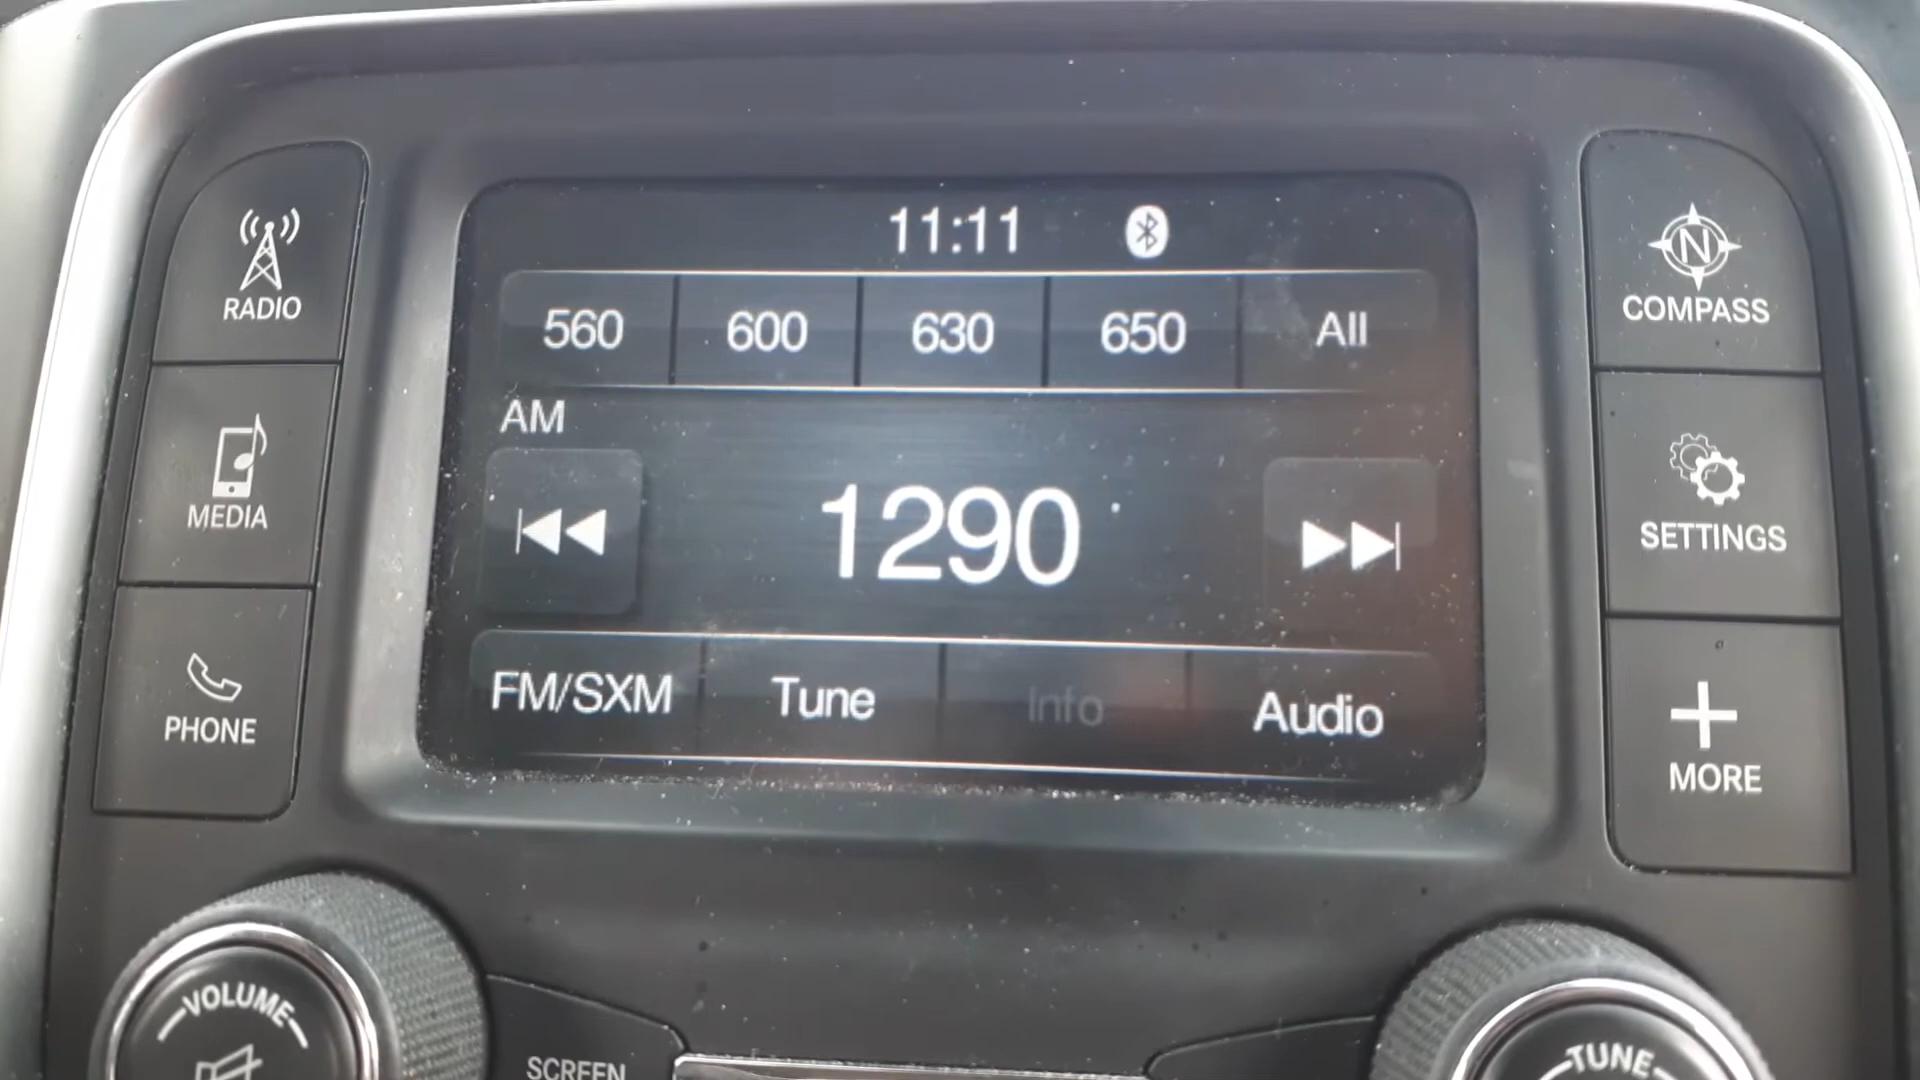 11:11
560 600 630 650 All
AM
1290
FM/SXM Tune Info Audio
RADIO
MEDIA
PHONE
N
COMPASS
SETTINGS
MORE
VOLUME
SCREEN
TUNE